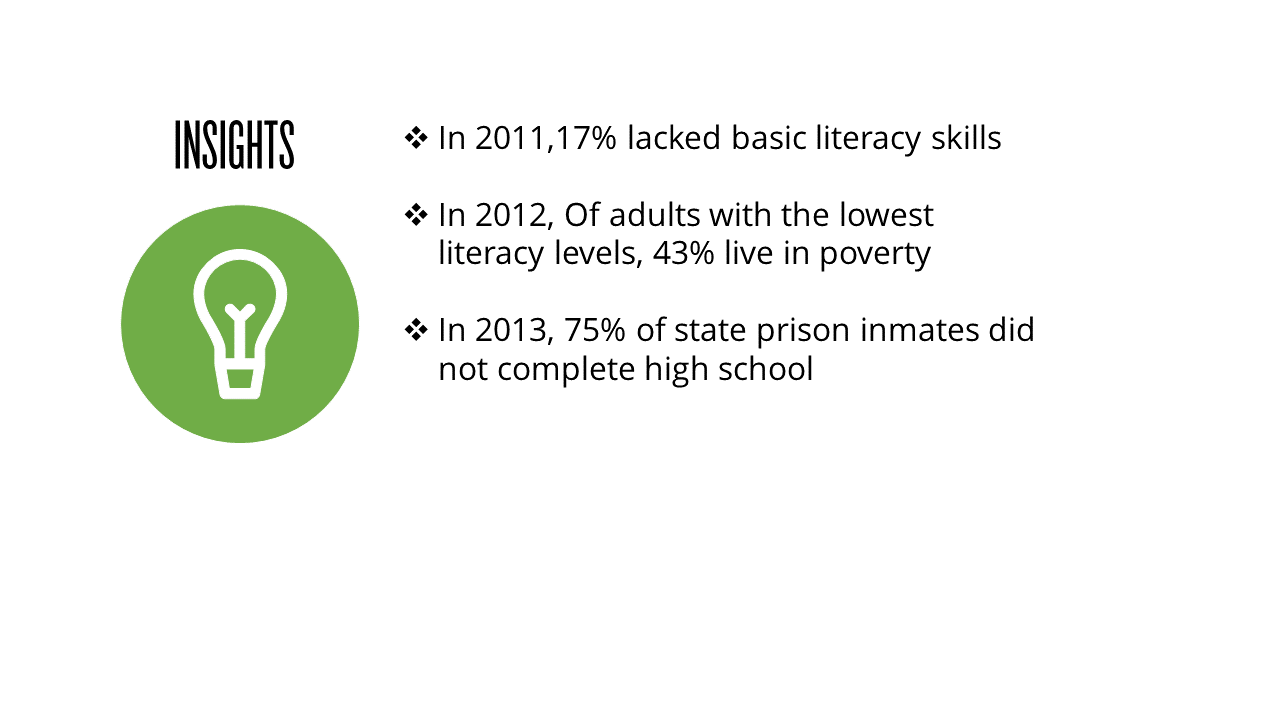 INSIGHTS
❖ In 2011,17% lacked basic literacy skills
❖ In 2012, Of adults with the lowest
literacy levels, 43% live in poverty
❖ In 2013, 75% of state prison inmates did
not complete high school